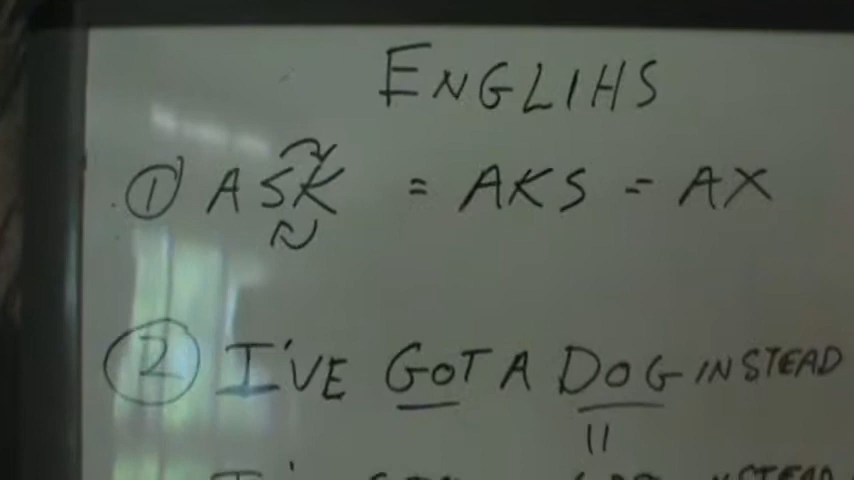 ENGLIHS
① ASK = AKS = AX
② I'VE GOT A DOG INSTEAD